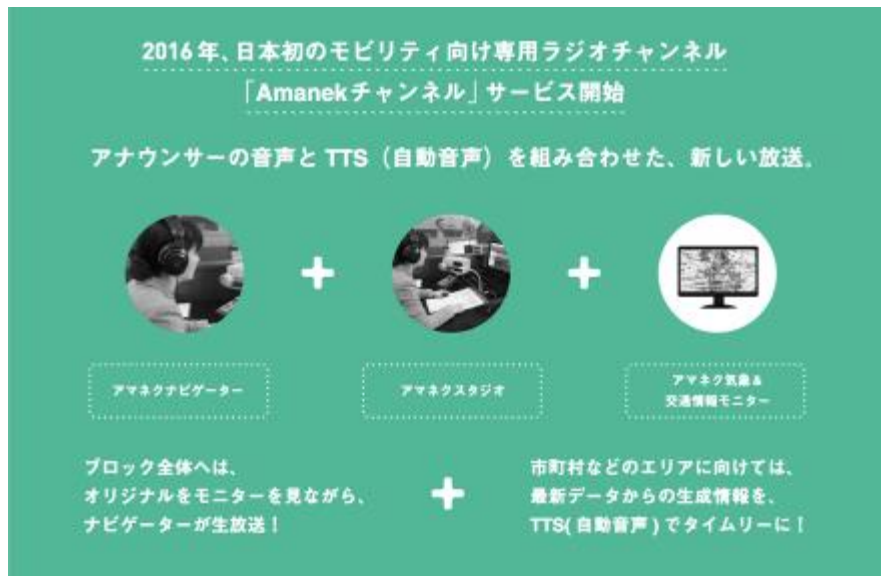 2016年、日本初のモビリティ向け専用ラジオチャンネル
「Amanekチャンネル」サービス開始
アナウンサーの音声とTTS（自動音声）を組み合わせた、新しい放送。
+
+
アマネクナビゲーター
アマネクスタジオ
アマネク気象&
交通情報モニター
ブロック全体へは、
オリジナルをモニターを見ながら、
ナビゲーターが生放送！
+
市町村などのエリアに向けては、
最新データからの生成情報を、
TTS(自動音声)でタイムリーに！